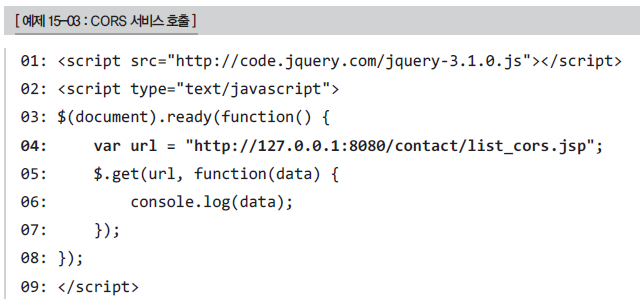 [ 예제 15-03 : CORS 서비스 호출 ]
01: <script src="http://code.jquery.com/jquery-3.1.0.js"></script>
02: <script type="text/javascript">
03: $(document).ready(function() {
04:     var url = "http://127.0.0.1:8080/contact/list_cors.jsp";
05:     $.get(url, function(data) {
06:         console.log(data);
07:     });
08: });
09: </script>